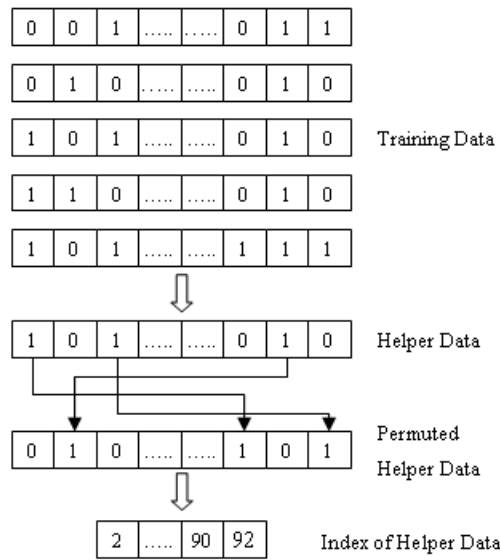 0 0 1 ..... ..... 0 1 1
0 1 0 ..... ..... 0 1 0
1 0 1 ..... ..... 0 1 0 Training Data
1 1 0 ..... ..... 0 1 0
1 0 1 ..... ..... 1 1 1
1 0 1 ..... ..... 0 1 0 Helper Data
Permuted
0 1 0 ..... ..... 1 0 1
Helper Data
2 ..... 90 92 Index of Helper Data